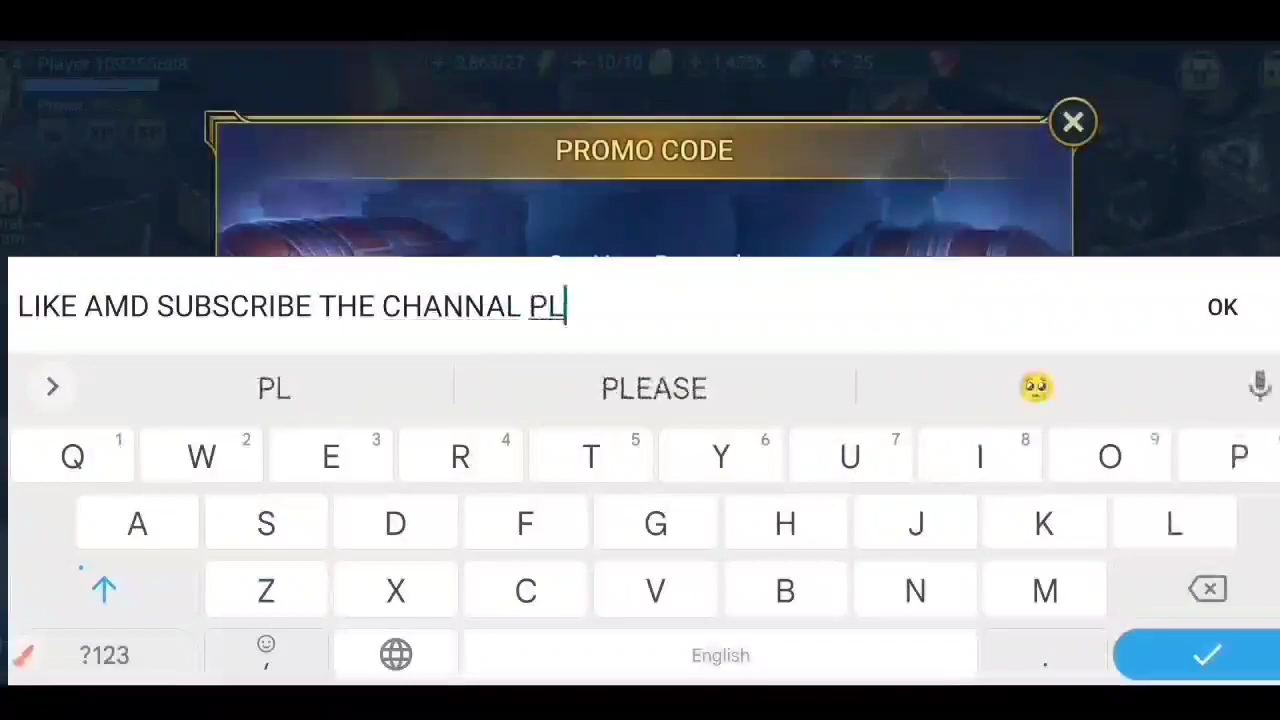 PROMO CODE
LIKE AMD SUBSCRIBE THE CHANNAL PL
OK
PL PLEASE
Q 1 W 2 E 3 R 4 T 5 Y 6 U 7 I 8 O 9 P
A S D F G H J K L
Z X C V B N M
?123 , English .